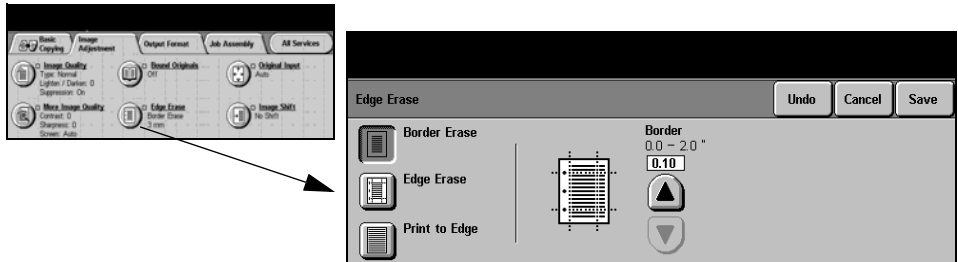 Basic Copying
Image Adjustment
Output Format
Job Assembly
All Services
Image Quality
Type: Normal
Lighten / Darken: 0
Suppression: On
Bound Originals
Off
Original Input
Auto
More Image Quality
Contrast: 0
Sharpness: 0
Screen: Auto
Edge Erase
Border Erase
3 mm
Image Shift
No Shift
Edge Erase
Undo
Cancel
Save
Border Erase
Edge Erase
Print to Edge
Border
0.0 – 2.0 "
0.10